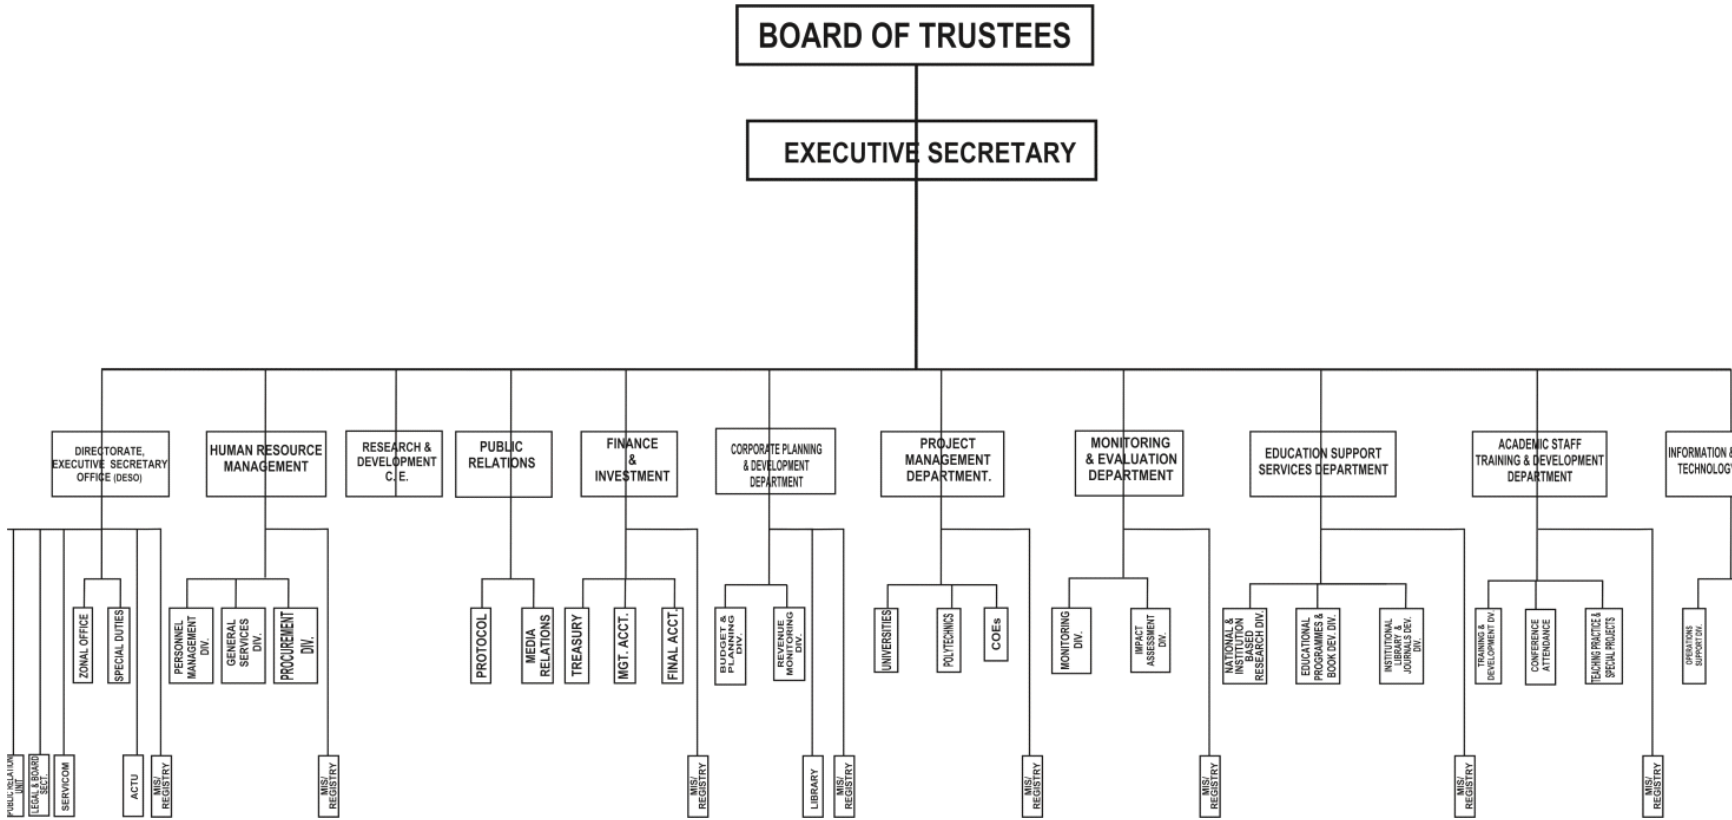 BOARD OF TRUSTEES
EXECUTIVE SECRETARY
DIRECTORATE,
EXECUTIVE SECRETARY
OFFICE (DESO)
HUMAN RESOURCE
MANAGEMENT
RESEARCH &
DEVELOPMENT
C. E.
PUBLIC
RELATIONS
FINANCE
&
INVESTMENT
CORPORATE PLANNING
& DEVELOPMENT
DEPARTMENT
PROJECT
MANAGEMENT
DEPARTMENT.
MONITORING
& EVALUATION
DEPARTMENT
EDUCATION SUPPORT
SERVICES DEPARTMENT
ACADEMIC STAFF
TRAINING & DEVELOPMENT
DEPARTMENT
INFORMATION &
TECHNOLOGY
ZONAL OFFICE
SPECIAL DUTIES
PERSONNEL
MANAGEMENT
DIV.
GENERAL
SERVICES
DIV.
PROCUREMENT
DIV.
PROTOCOL
MEDIA
RELATIONS
TREASURY
MGT. ACCT.
FINAL ACCT.
BUDGET &
PLANNING
DIV.
REVENUE
MONITORING
DIV.
UNIVERSITIES
POLYTECHNICS
COEs
MONITORING
DIV.
IMPACT
ASSESSMENT
DIV.
NATIONAL &
INSTITUTION
BASED
RESEARCH DIV.
EDUCATIONAL
PROGRAMMES &
BOOK DEV. DIV.
INSTITUTIONAL
LIBRARY &
JOURNALS DEV.
DIV.
TRAINING &
DEVELOPMENT DV.
CONFERENCE
ATTENDANCE
TEACHING PRACTICE &
SPECIAL PROJECTS
OPERATIONS
SUPPORT DIV.
PUBLIC RELATION
UNIT
LEGAL & BOARD
SECT.
SERVICOM
ACTU
MIS/
REGISTRY
MIS/
REGISTRY
MIS/
REGISTRY
LIBRARY
MIS/
REGISTRY
MIS/
REGISTRY
MIS/
REGISTRY
MIS/
REGISTRY
MIS/
REGISTRY